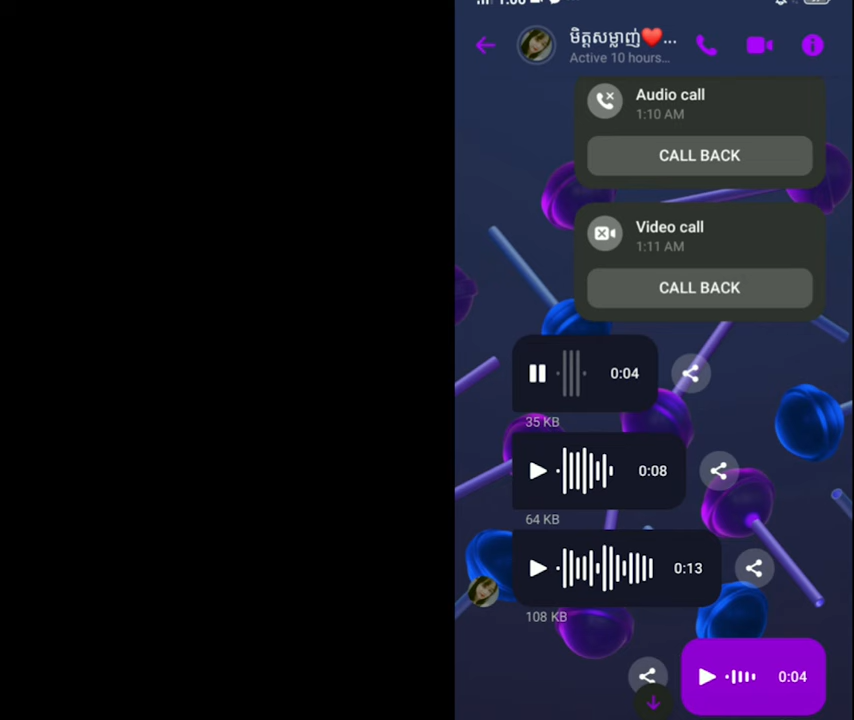 មិត្តសម្លាញ់❤️...
Active 10 hours...
Audio call
1:10 AM
CALL BACK
Video call
1:11 AM
CALL BACK
0:04
35 KB
0:08
64 KB
0:13
108 KB
0:04